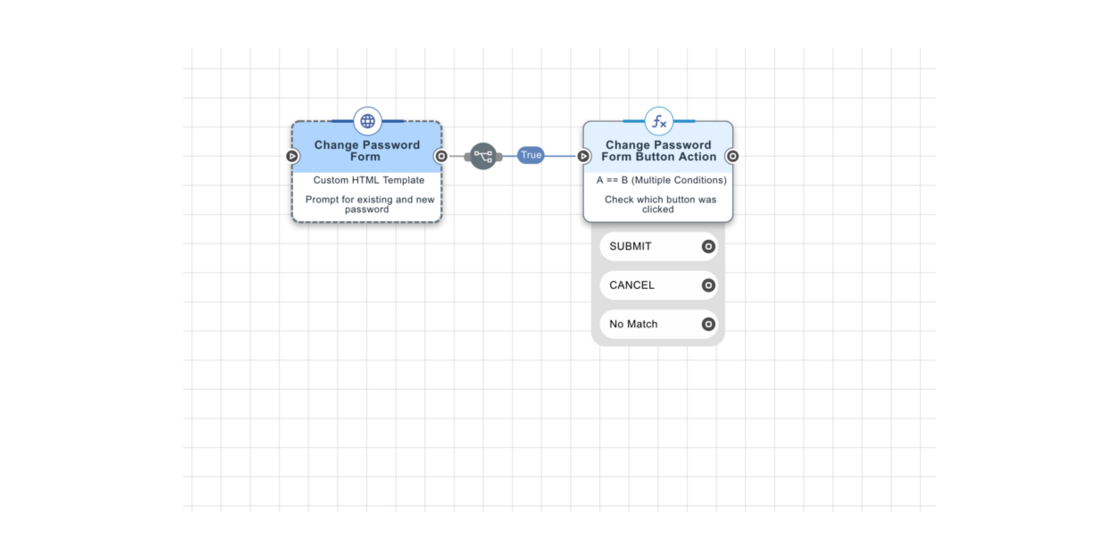 Change Password
Form
Custom HTML Template
Prompt for existing and new
password
True
fx
Change Password
Form Button Action
A == B (Multiple Conditions)
Check which button was
clicked
SUBMIT
CANCEL
No Match